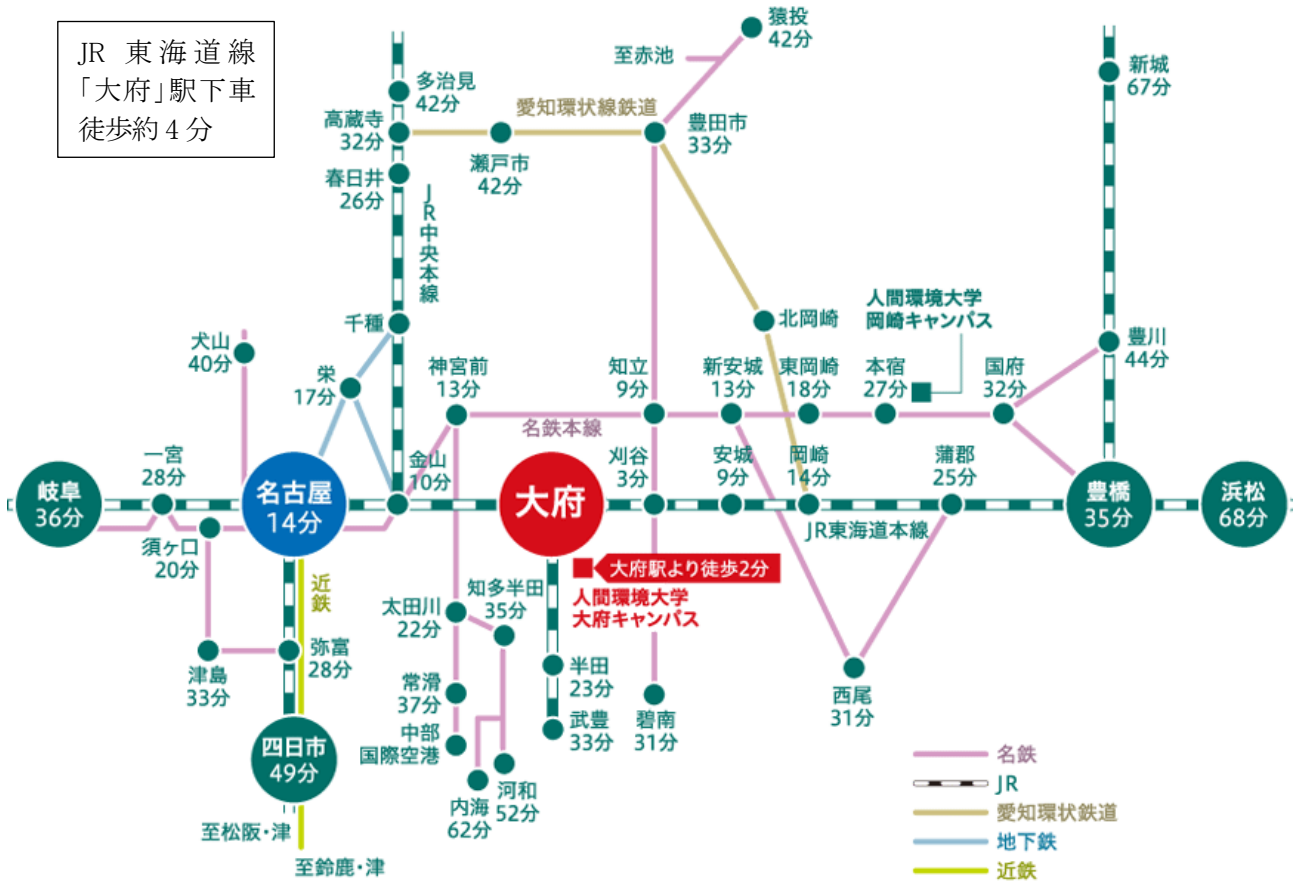 JR 東海道線
「大府」駅下車
徒歩約4分
猿投
42分
至赤池
新城
67分
多治見
42分
愛知環状線鉄道
高蔵寺
32分
豊田市
33分
瀬戸市
42分
春日井
26分
JR中央本線
人間環境大学
岡崎キャンパス
千種
北岡崎
犬山
40分
豊川
44分
栄
17分
神宮前
13分
知立
9分
新安城
13分
東岡崎
18分
本宿
27分
国府
32分
名鉄本線
一宮
28分
金山
10分
刈谷
3分
安城
9分
岡崎
14分
蒲郡
25分
岐阜
36分
名古屋
14分
大府
豊橋
35分
浜松
68分
JR東海道本線
須ヶ口
20分
近鉄
大府駅より徒歩2分
人間環境大学
大府キャンパス
知多半田
35分
太田川
22分
弥富
28分
津島
33分
半田
23分
西尾
31分
常滑
37分
武豊
33分
碧南
31分
中部
国際空港
四日市
49分
河和
52分
内海
62分
至松阪・津
至鈴鹿・津
名鉄
JR
愛知環状鉄道
地下鉄
近鉄